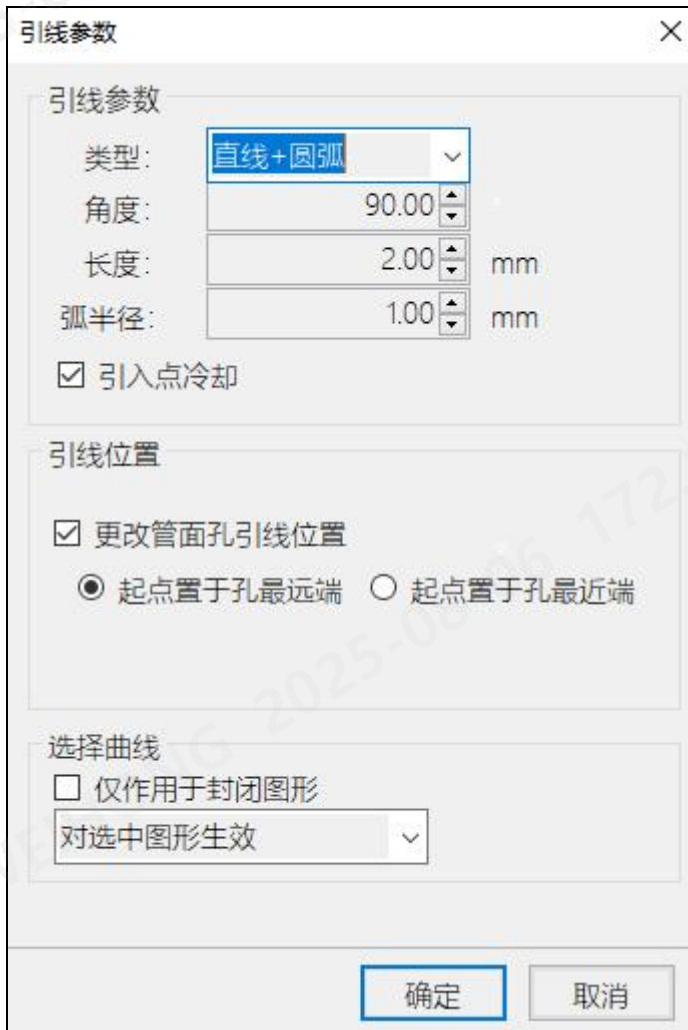 引线参数
引线参数
类型: 直线+圆弧
角度: 90.00
长度: 2.00 mm
弧半径: 1.00 mm
引入点冷却
引线位置
更改管面孔引线位置
起点置于孔最远端 起点置于孔最近端
选择曲线
仅作用于封闭图形
对选中图形生效
确定 取消